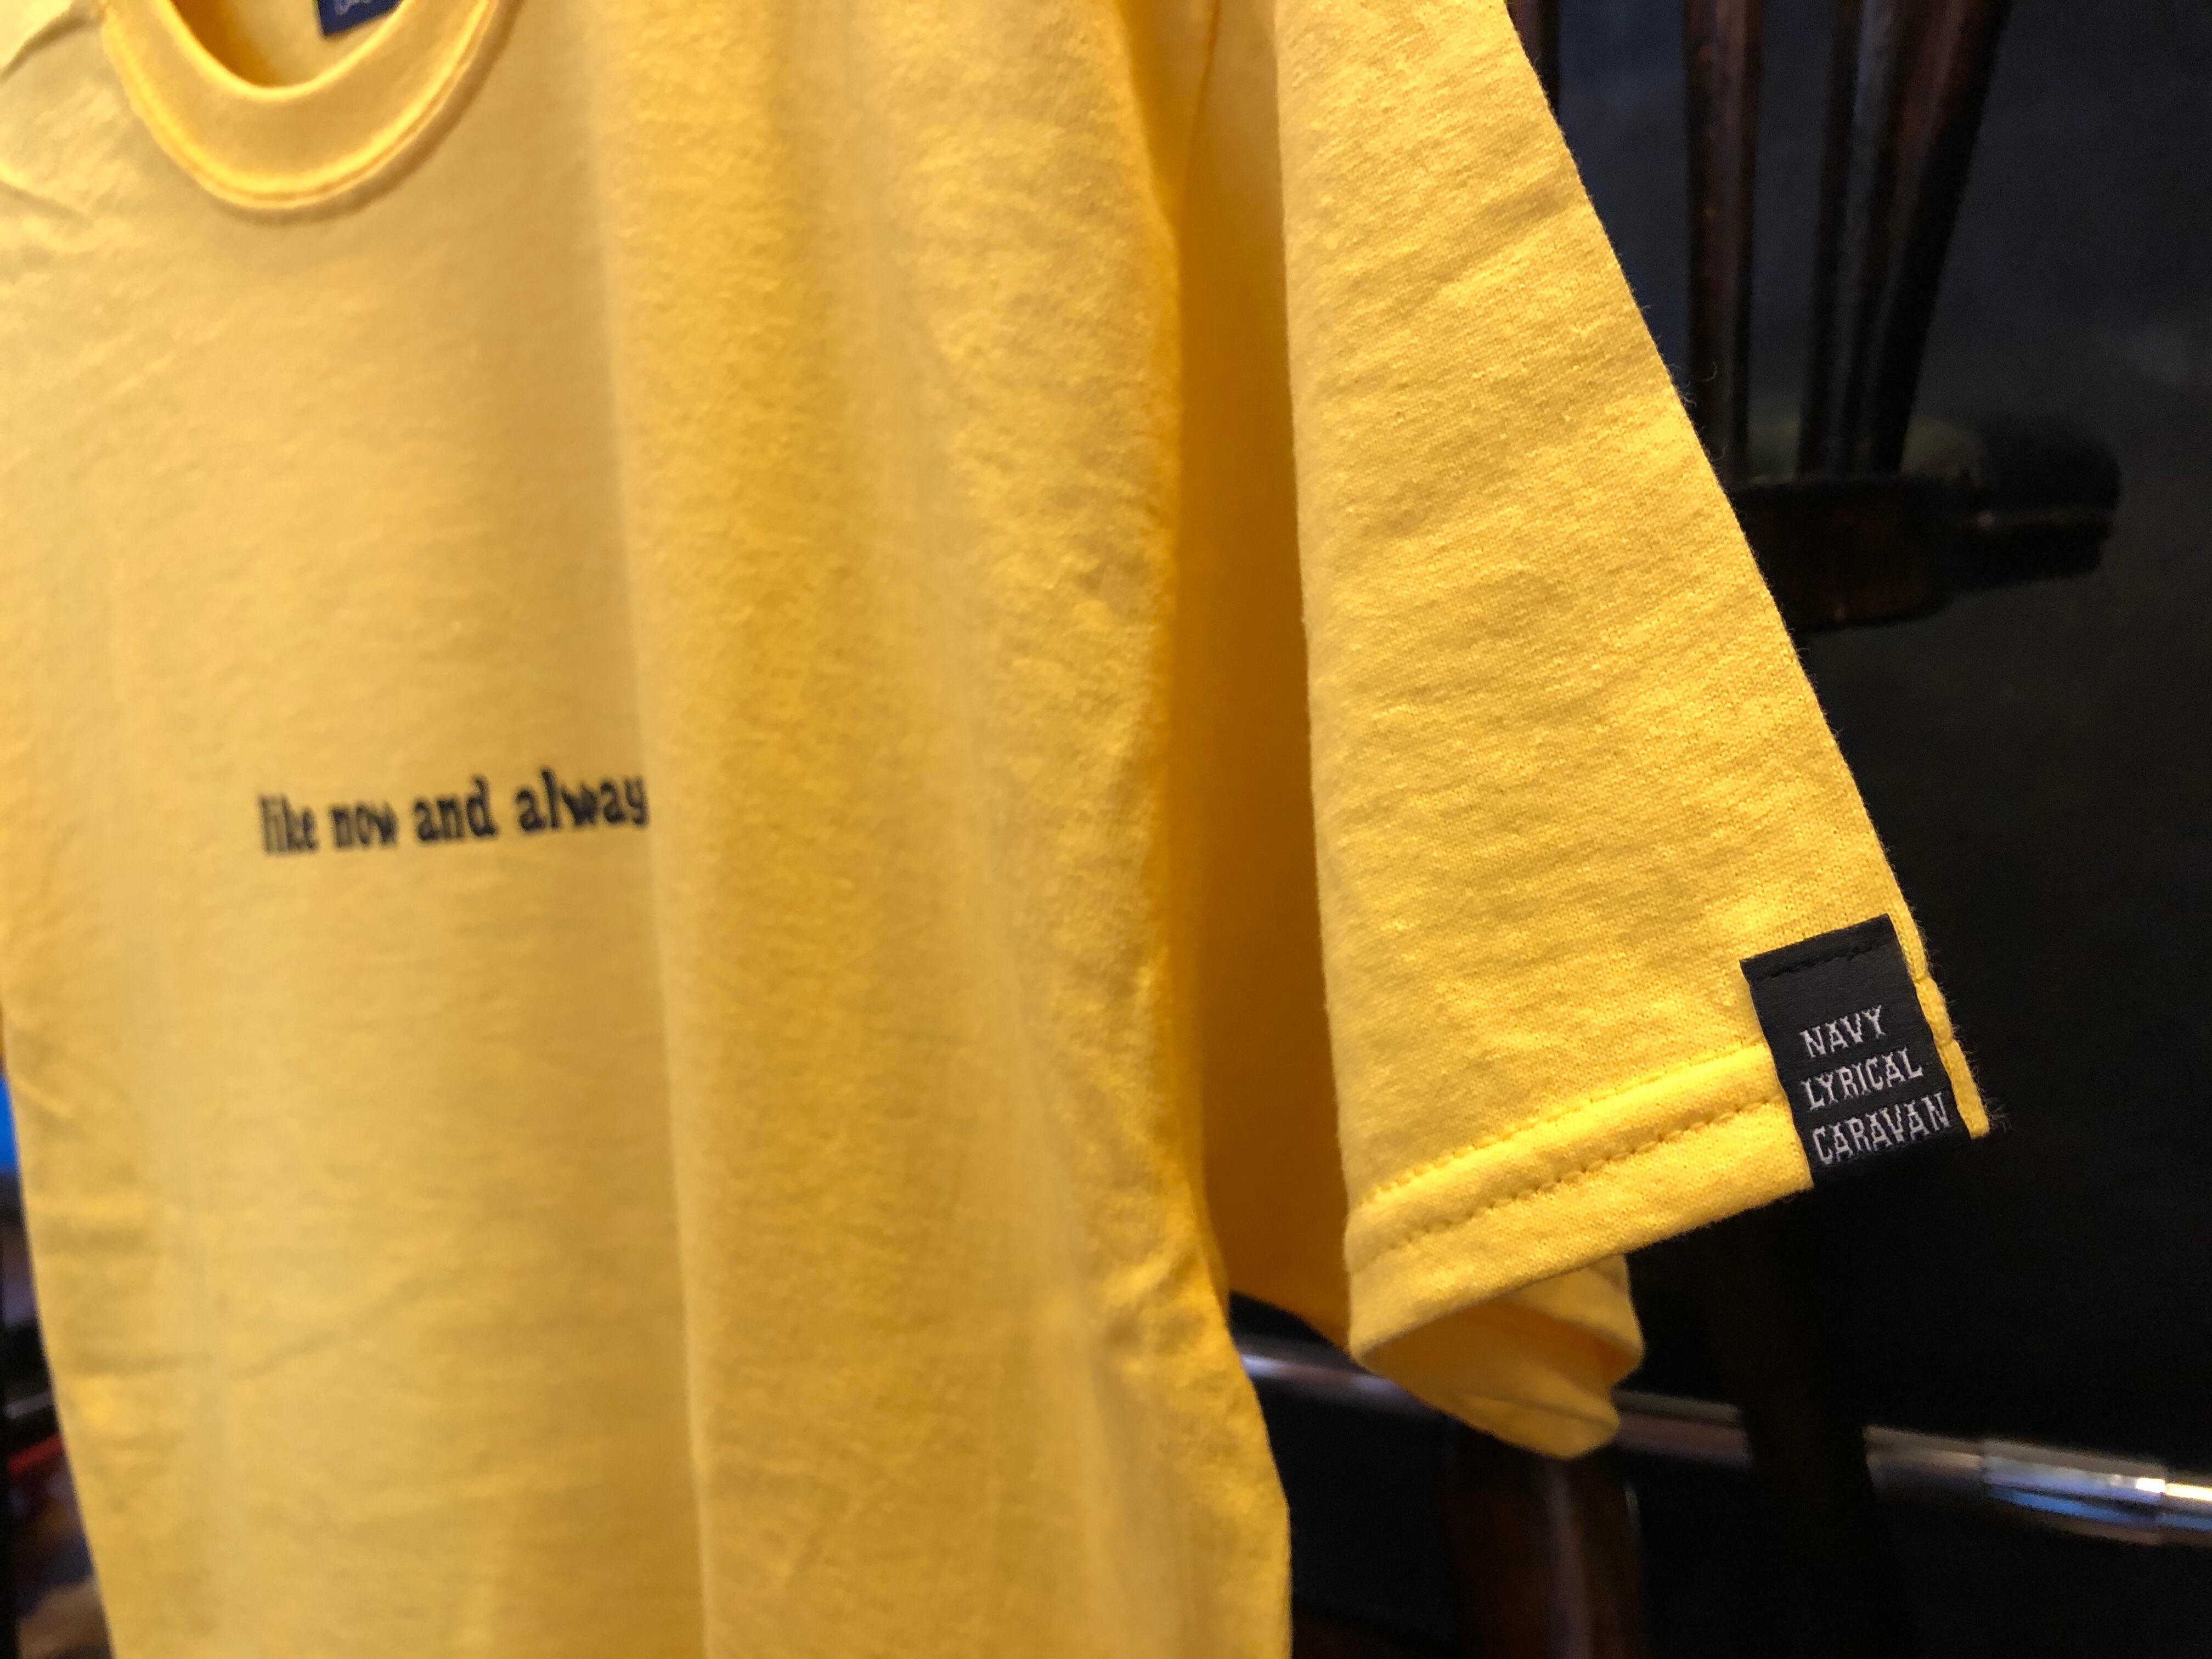 like now and alway
NAVY
LYRICAL
CARAVAN